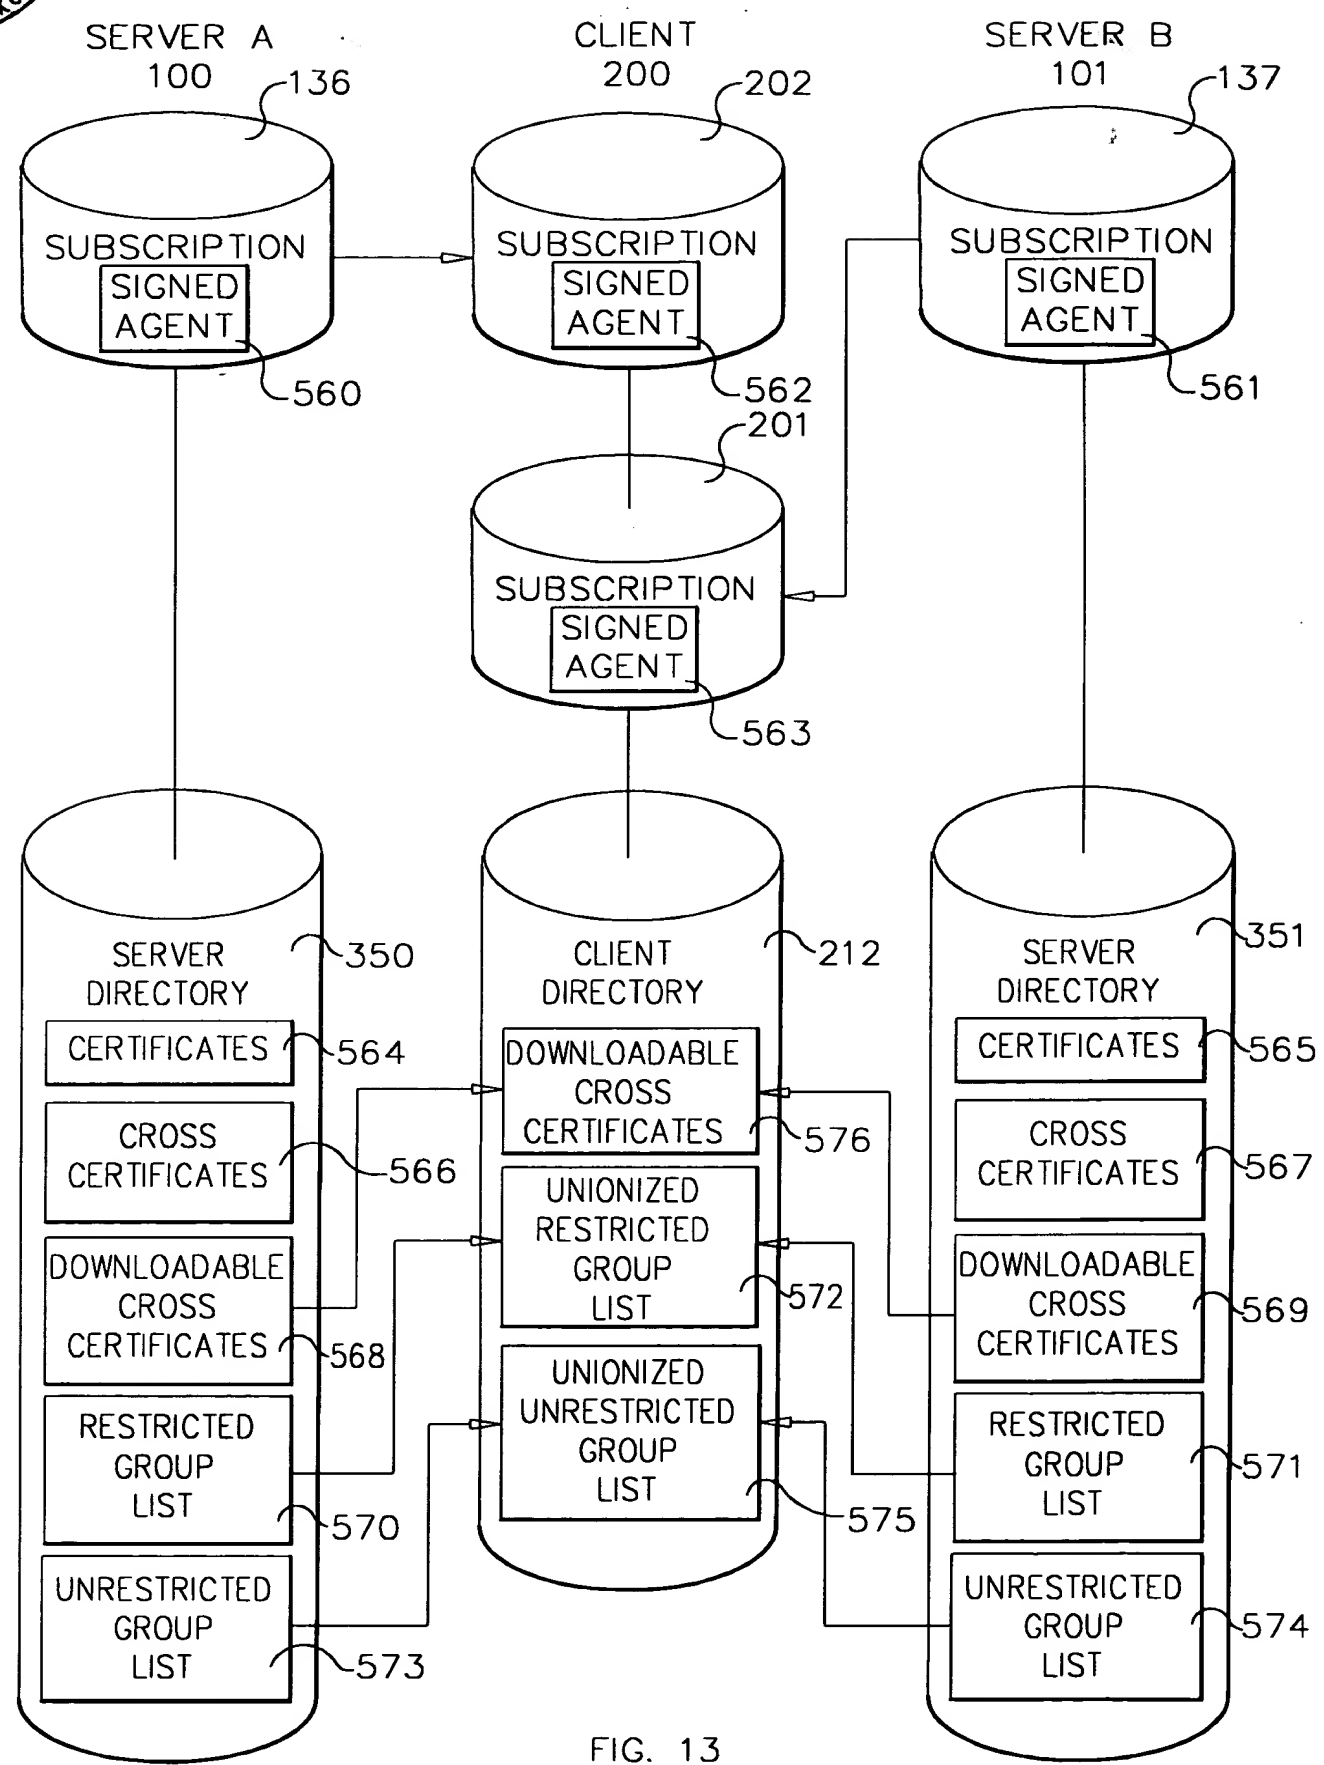 SERVER A
100
136
SUBSCRIPTION
SIGNED
AGENT
560
CLIENT
200
202
SUBSCRIPTION
SIGNED
AGENT
562
201
SUBSCRIPTION
SIGNED
AGENT
563
SERVER B
101
137
SUBSCRIPTION
SIGNED
AGENT
561
SERVER
DIRECTORY
350
CERTIFICATES
564
CROSS
CERTIFICATES
566
DOWNLOADABLE
CROSS
CERTIFICATES
568
RESTRICTED
GROUP
LIST
570
UNRESTRICTED
GROUP
LIST
573
CLIENT
DIRECTORY
212
DOWNLOADABLE
CROSS
CERTIFICATES
576
UNIONIZED
RESTRICTED
GROUP
LIST
572
UNIONIZED
UNRESTRICTED
GROUP
LIST
575
SERVER
DIRECTORY
351
CERTIFICATES
565
CROSS
CERTIFICATES
567
DOWNLOADABLE
CROSS
CERTIFICATES
569
RESTRICTED
GROUP
LIST
571
UNRESTRICTED
GROUP
LIST
574
FIG. 13